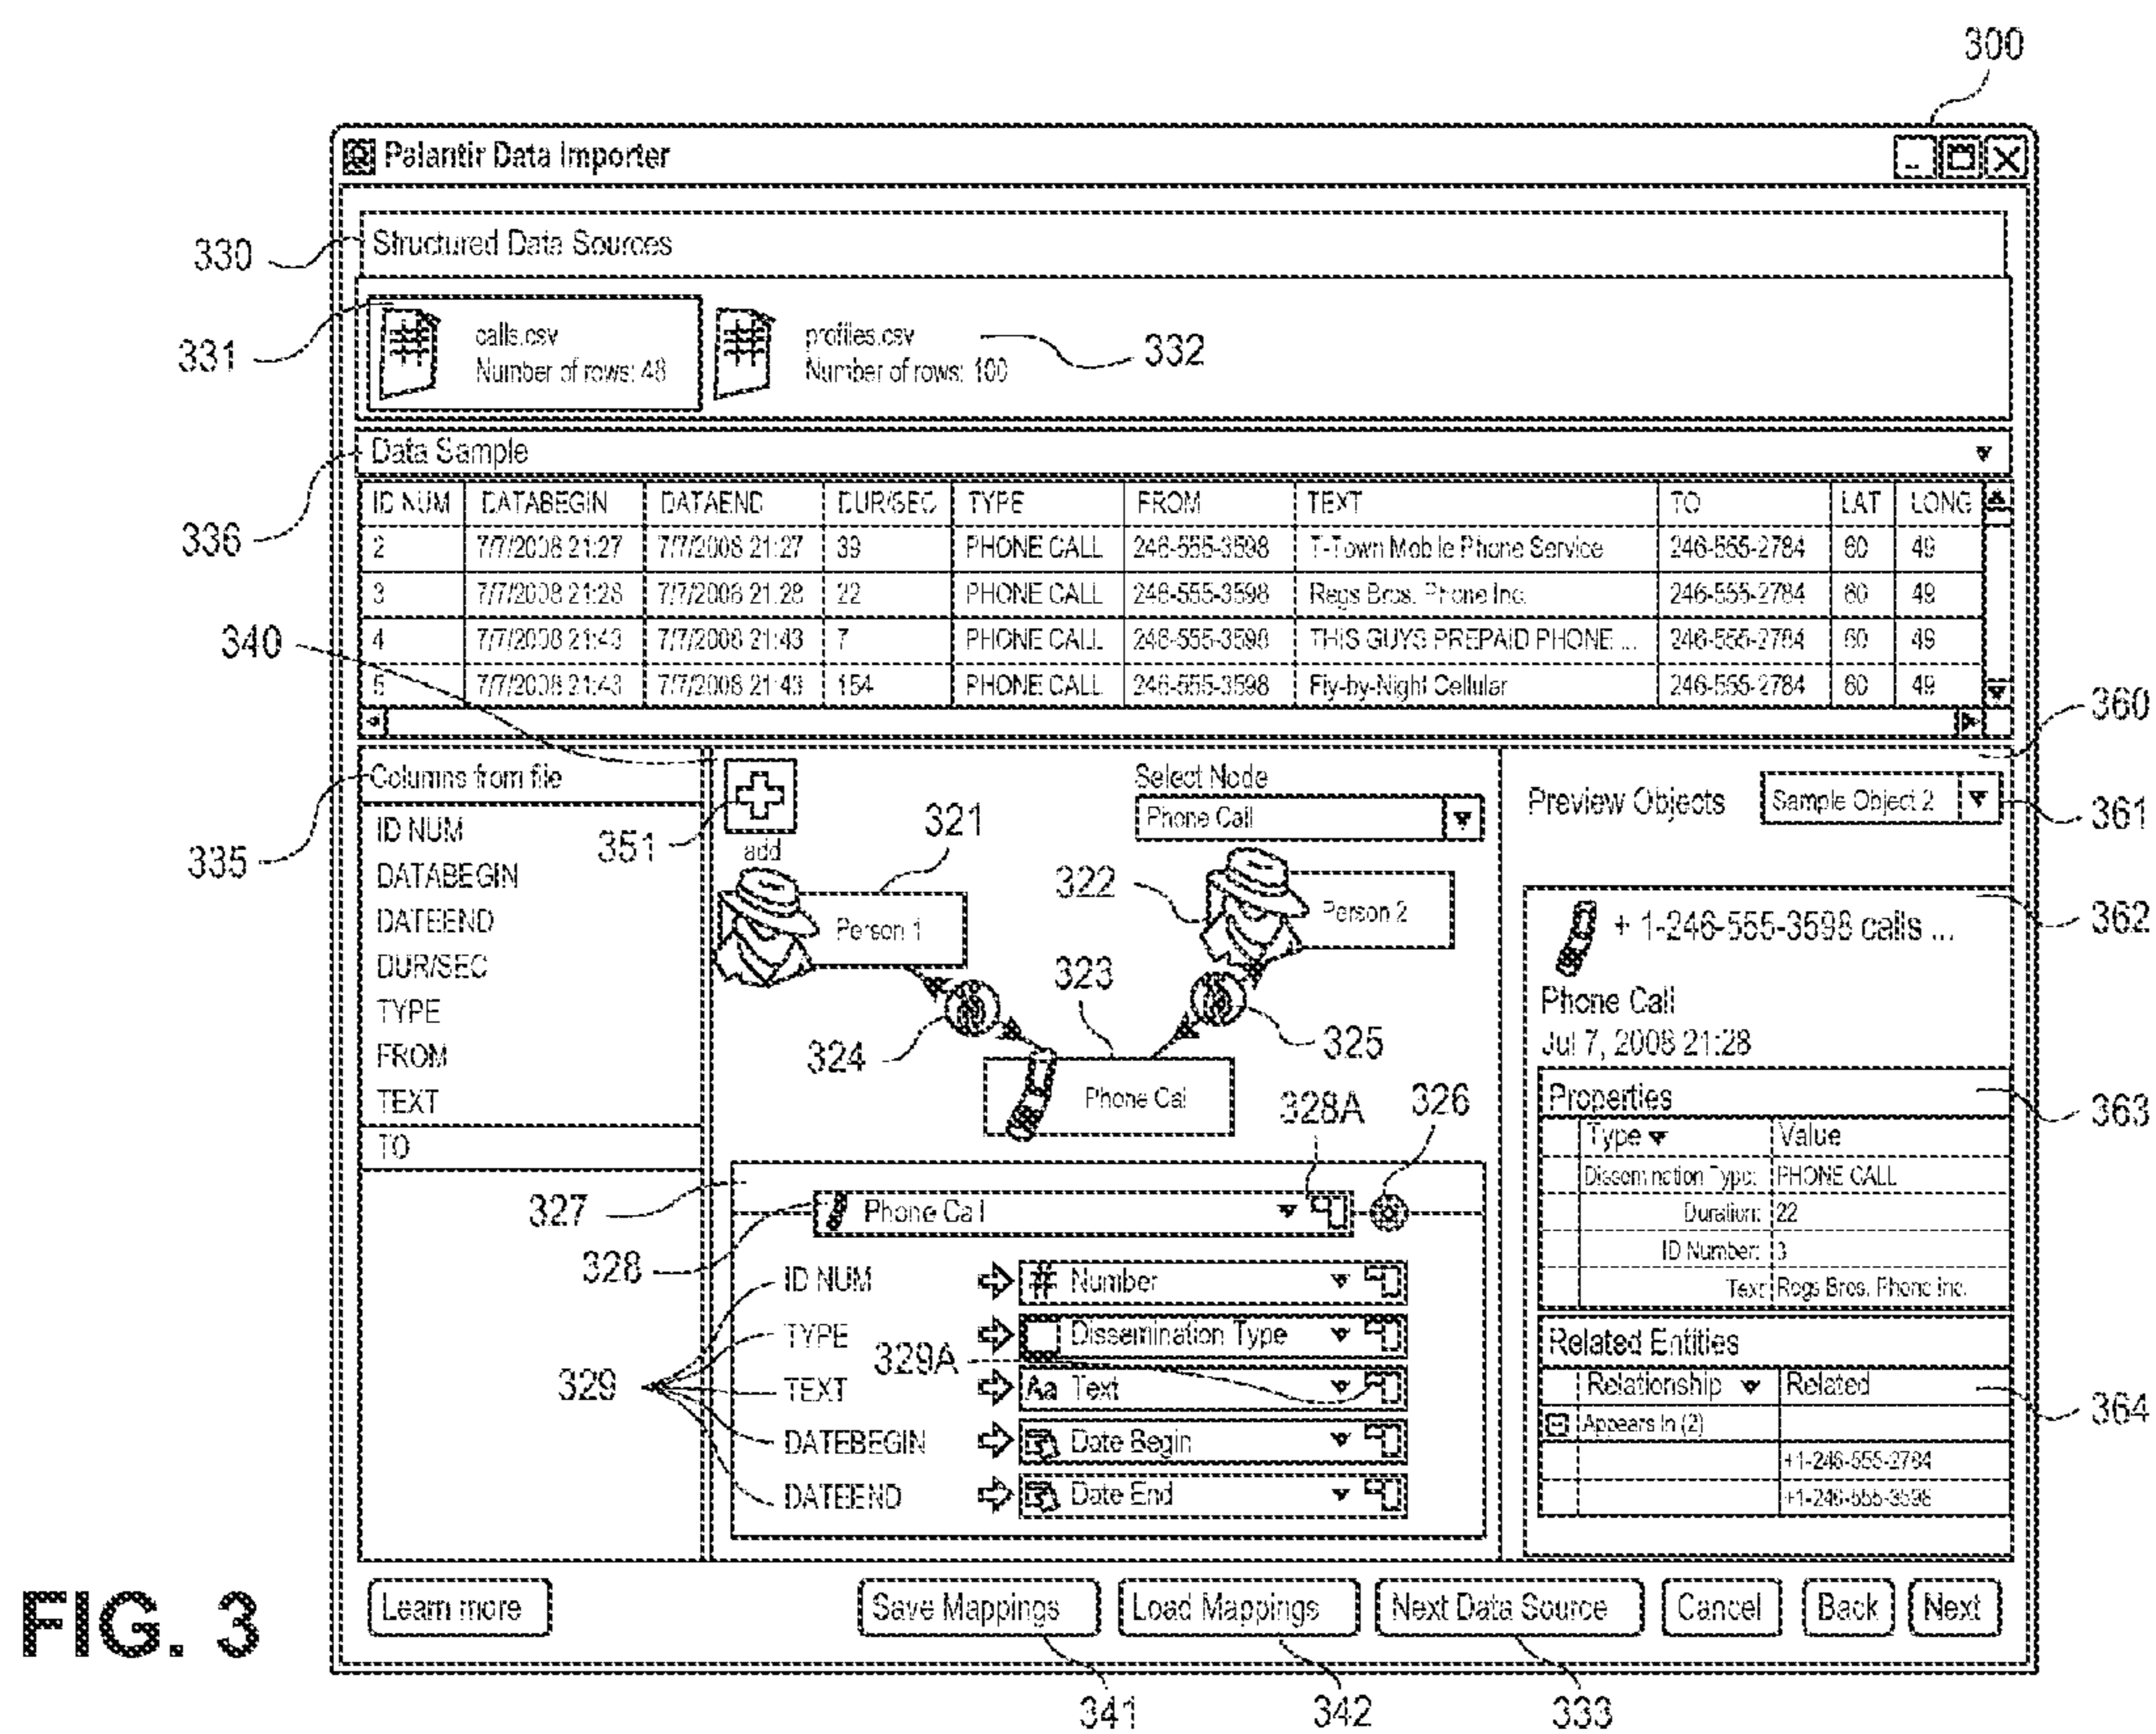 300
Palantir Data Importer
330
Structured Data Sources
331
calls.csv
Number of rows: 48
profiles.csv
Number of rows: 100
332
Data Sample
336
ID NUM DATABEGIN DATAEND DUR/SEC TYPE FROM TEXT TO LAT LONG
2 7/7/2008 21:27 7/7/2008 21:27 39 PHONE CALL 246-555-3598 T-Town Mobile Phone Service 246-555-2784 60 49
3 7/7/2008 21:28 7/7/2008 21:28 22 PHONE CALL 246-555-3598 Regs Bros. Phone Inc. 246-555-2784 60 49
4 7/7/2008 21:43 7/7/2008 21:43 7 PHONE CALL 246-555-3598 THIS GUYS PREPAID PHONE ... 246-555-2784 60 49
5 7/7/2008 21:43 7/7/2008 21:43 154 PHONE CALL 246-555-3598 Fly-by-Night Cellular 246-555-2784 60 49
340
360
335
Columns from file
ID NUM
DATABEGIN
DATEEND
DUR/SEC
TYPE
FROM
TEXT
TO
351
add
Select Node
Phone Call
321
Person 1
322
Person 2
323
324
325
Phone Call
328A
326
327
Phone Call
328
329
ID NUM # Number
TYPE Dissemination Type
329A
TEXT Aa Text
DATEBEGIN Date Begin
DATEEND Date End
Preview Objects Sample Object 2
361
+ 1-246-555-3598 calls ...
362
Phone Call
Jul 7, 2008 21:28
Properties
363
Type Value
Dissemination Type: PHONE CALL
Duration: 22
ID Number: 3
Text: Regs Bros. Phone Inc.
Related Entities
Relationship Related
364
Appears In (2)
+1-246-555-2784
+1-246-555-3598
Learn more
Save Mappings
Load Mappings
Next Data Source
Cancel
Back
Next
341
342
333
FIG. 3